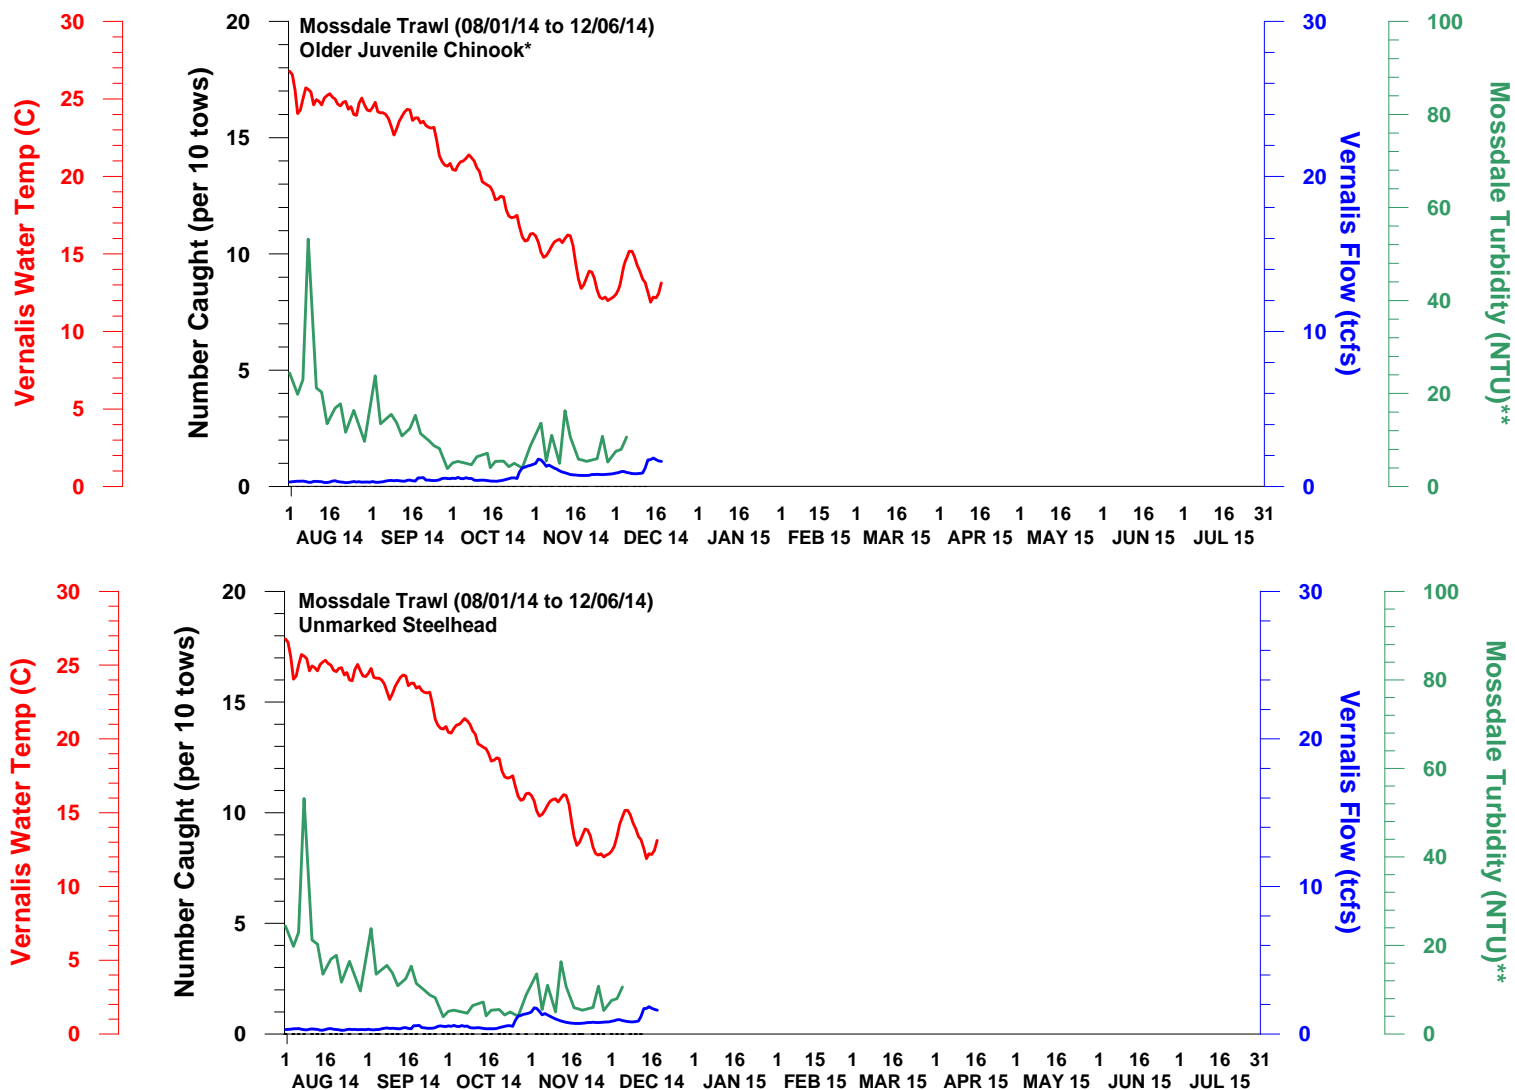 Mossdale Trawl (08/01/14 to 12/06/14)
Older Juvenile Chinook*
Vernalis Water Temp (C)
30
25
20
15
10
5
0
Number Caught (per 10 tows)
20
15
10
5
0
30
20
10
0
Vernalis Flow (tcfs)
100
80
60
40
20
0
Mossdale Turbidity (NTU)**
1 16 1 16 1 16 1 16 1 16 1 16 1 15 1 16 1 16 1 16 1 16 1 16 31
AUG 14 SEP 14 OCT 14 NOV 14 DEC 14 JAN 15 FEB 15 MAR 15 APR 15 MAY 15 JUN 15 JUL 15
Mossdale Trawl (08/01/14 to 12/06/14)
Unmarked Steelhead
Vernalis Water Temp (C)
30
25
20
15
10
5
0
Number Caught (per 10 tows)
20
15
10
5
0
30
20
10
0
Vernalis Flow (tcfs)
100
80
60
40
20
0
Mossdale Turbidity (NTU)**
1 16 1 16 1 16 1 16 1 16 1 16 1 15 1 16 1 16 1 16 1 16 1 16 31
AUG 14 SEP 14 OCT 14 NOV 14 DEC 14 JAN 15 FEB 15 MAR 15 APR 15 MAY 15 JUN 15 JUL 15